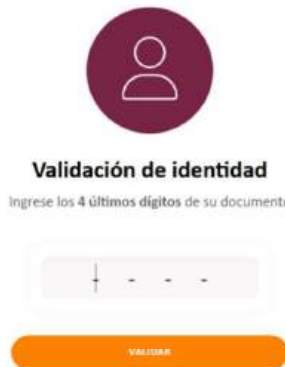 Validación de identidad
Ingrese los 4 últimos dígitos de su documento
- - - -
VALIDAR